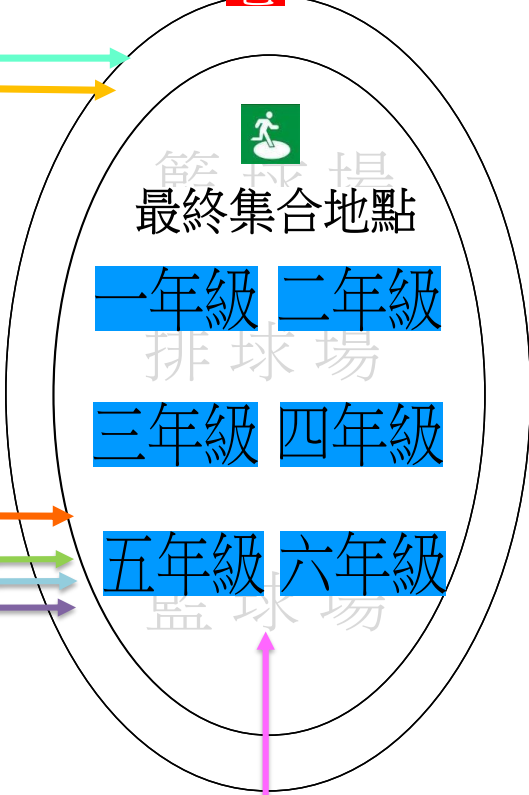 籃球場
最終集合地點
一年級 二年級
排球場
三年級 四年級
五年級 六年級
籃球場